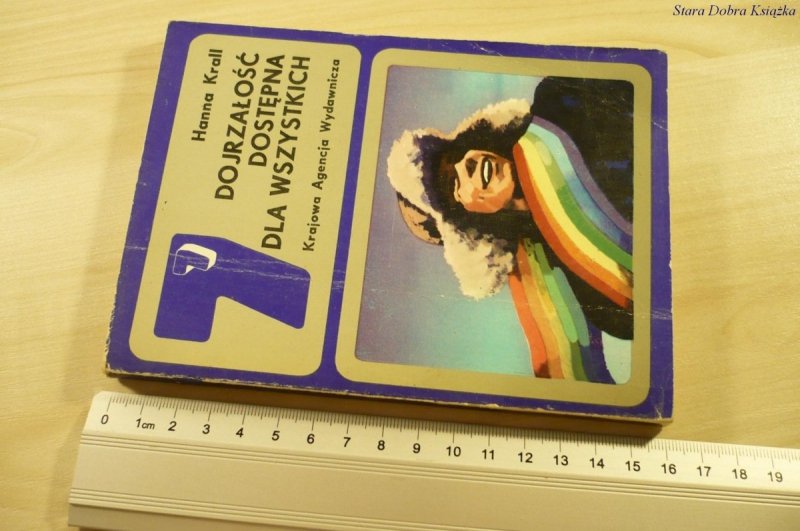 Stara Dobra Książka
Hanna Krall
DOJRZAŁOŚĆ
DOSTĘPNA
DLA WSZYSTKICH
Krajowa Agencja Wydawnicza
7
0 1cm 2 3 4 5 6 7 8 9 10 11 12 13 14 15 16 17 18 19